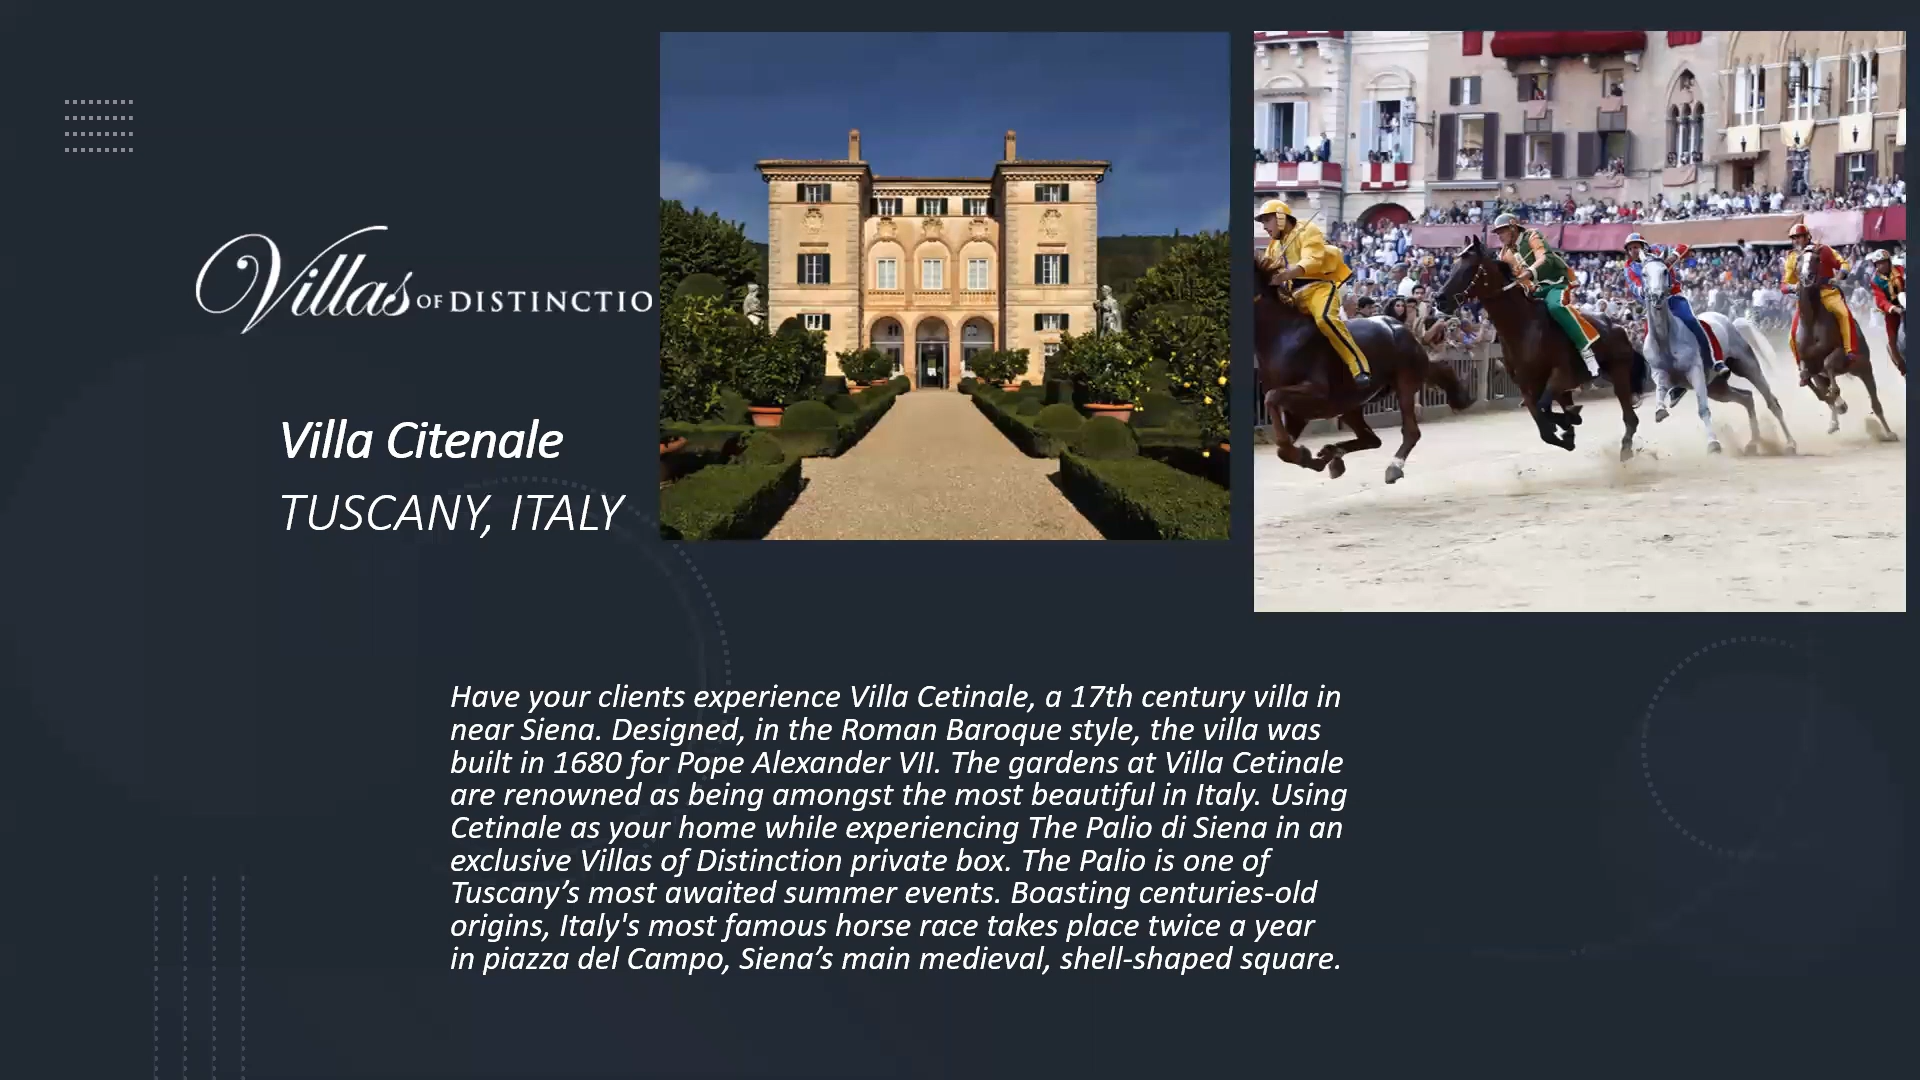 Villas OF DISTINCTIO
Villa Citenale
TUSCANY, ITALY
Have your clients experience Villa Cetinale, a 17th century villa in
near Siena. Designed, in the Roman Baroque style, the villa was
built in 1680 for Pope Alexander VII. The gardens at Villa Cetinale
are renowned as being amongst the most beautiful in Italy. Using
Cetinale as your home while experiencing The Palio di Siena in an
exclusive Villas of Distinction private box. The Palio is one of
Tuscany’s most awaited summer events. Boasting centuries-old
origins, Italy's most famous horse race takes place twice a year
in piazza del Campo, Siena’s main medieval, shell-shaped square.